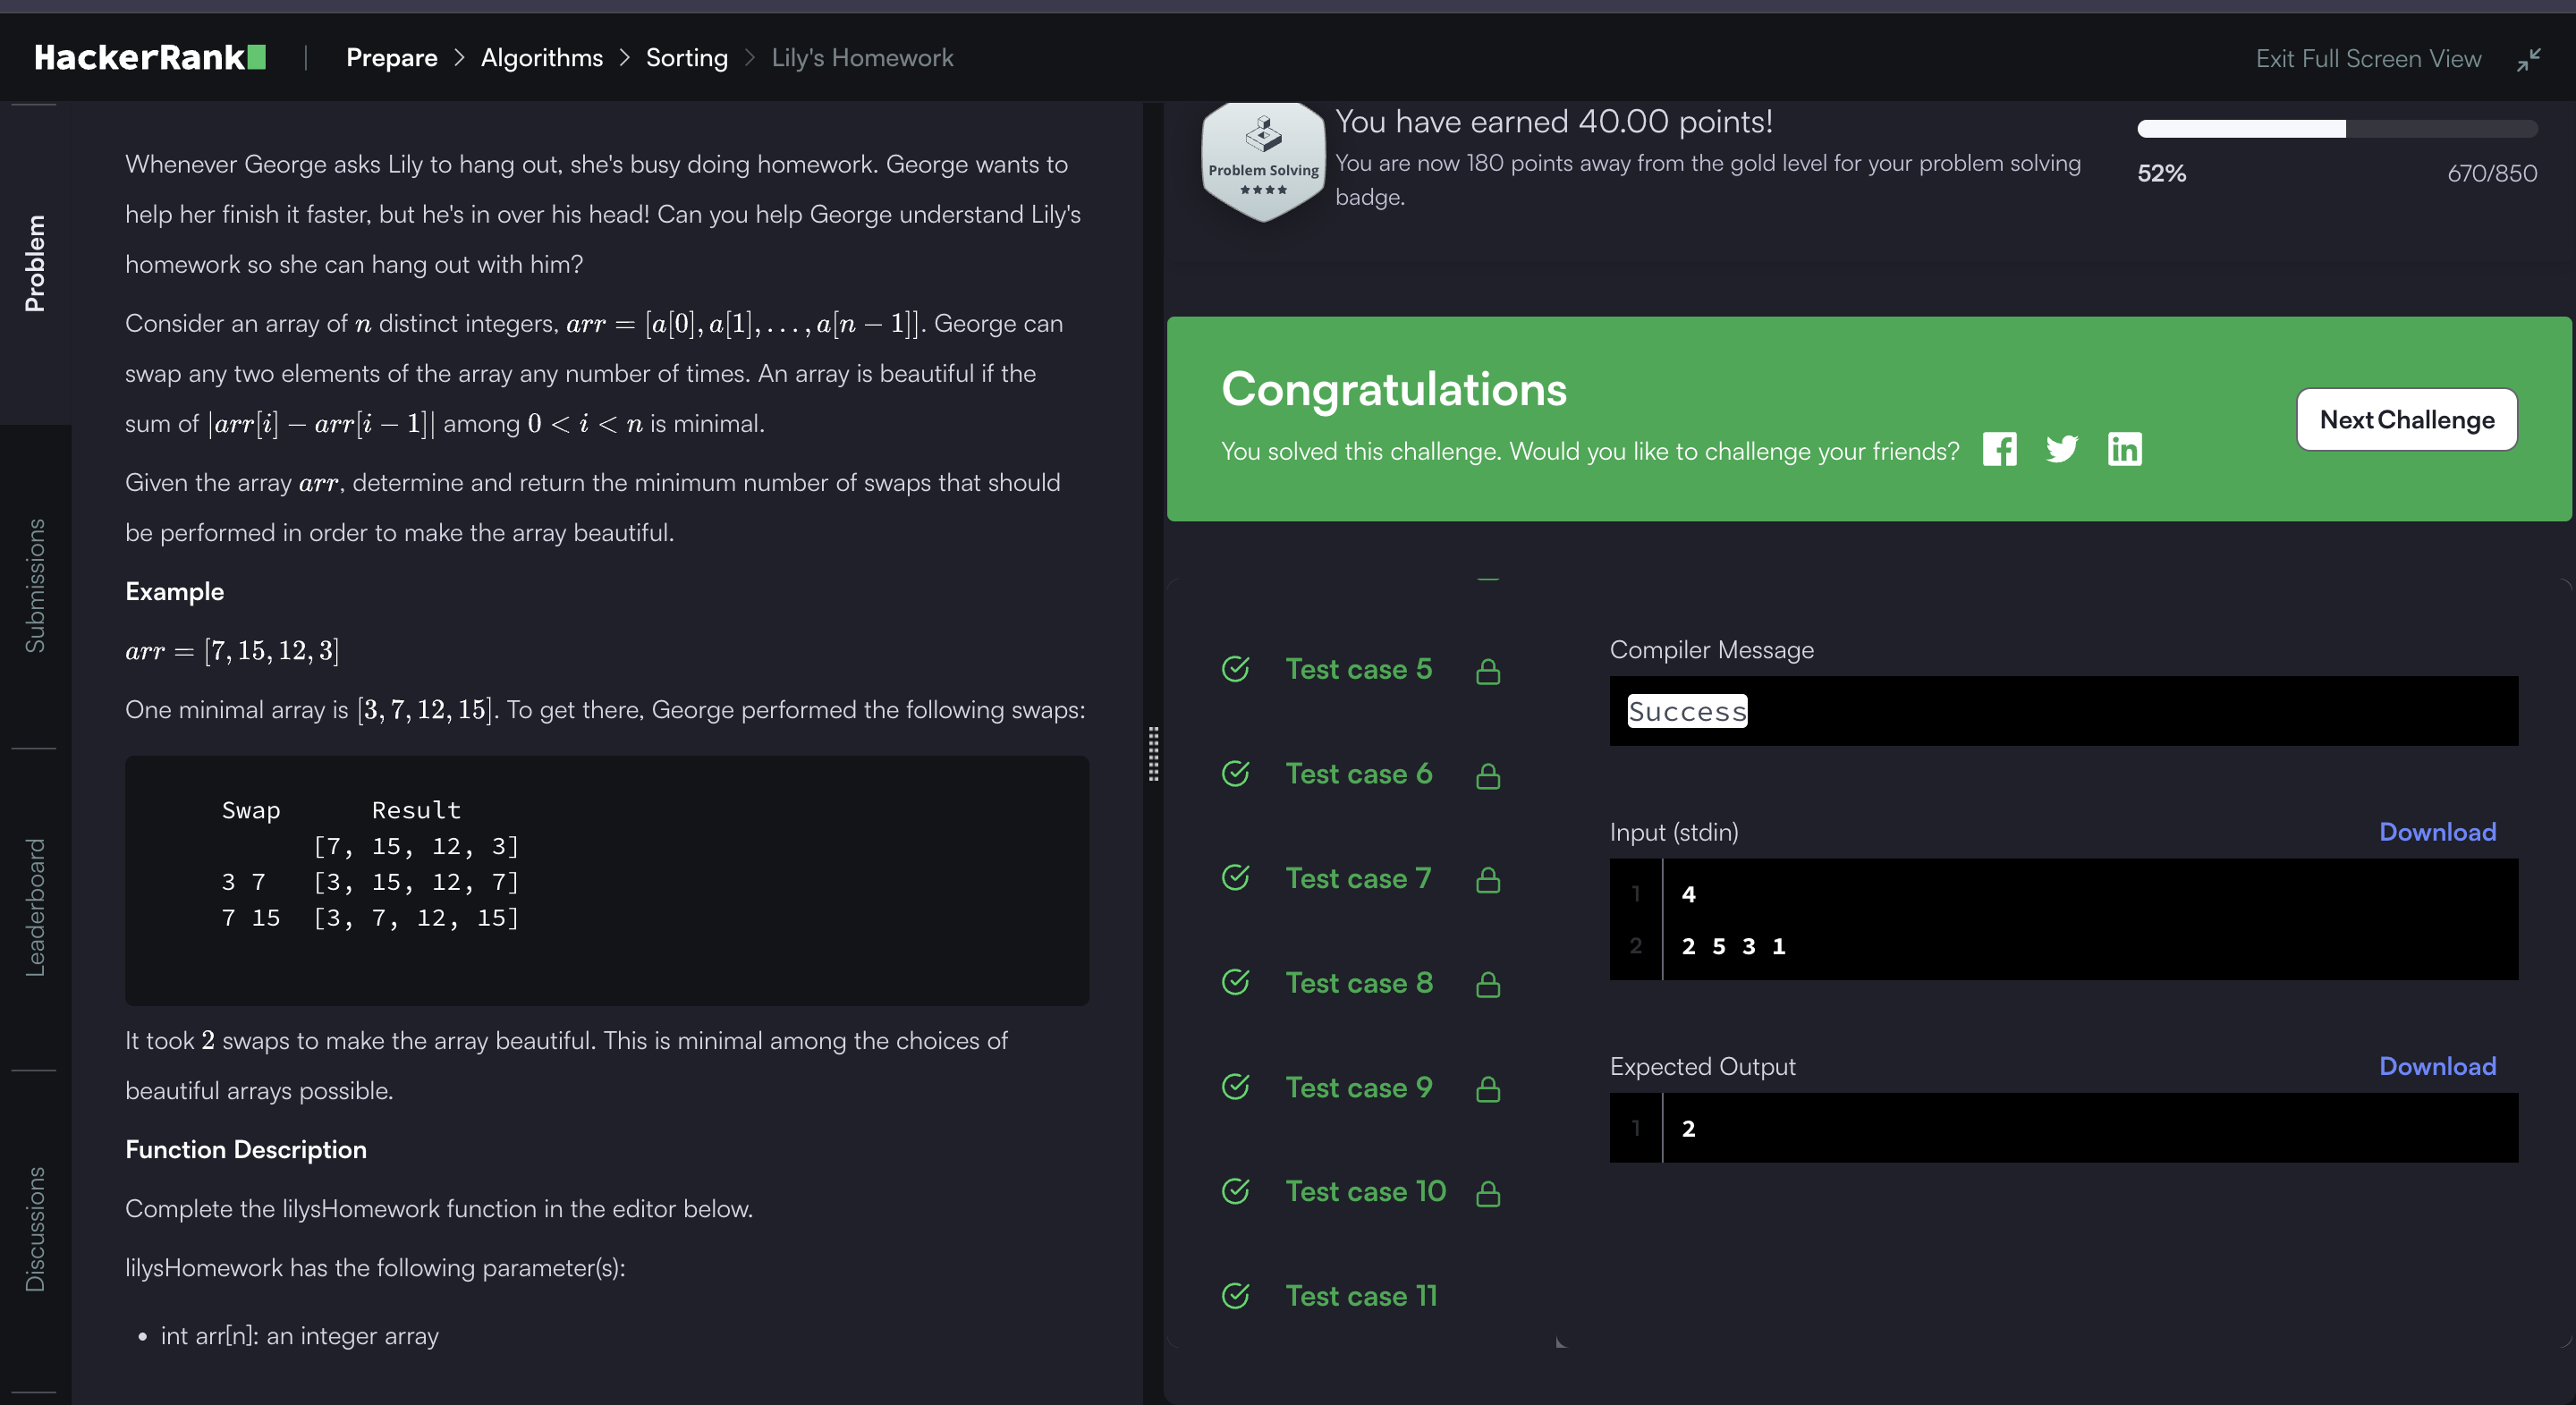 HackerRank
Prepare > Algorithms > Sorting > Lily's Homework
Exit Full Screen View
Problem
Submissions
Leaderboard
Discussions
Whenever George asks Lily to hang out, she's busy doing homework. George wants to
help her finish it faster, but he's in over his head! Can you help George understand Lily's
homework so she can hang out with him?
Consider an array of n distinct integers, arr = [a[0], a[1], . . . , a[n − 1]]. George can
swap any two elements of the array any number of times. An array is beautiful if the
sum of |arr[i] − arr[i − 1]| among 0 < i < n is minimal.
Given the array arr, determine and return the minimum number of swaps that should
be performed in order to make the array beautiful.
Example
arr = [7, 15, 12, 3]
One minimal array is [3, 7, 12, 15]. To get there, George performed the following swaps:
Swap Result
[7, 15, 12, 3]
3 7 [3, 15, 12, 7]
7 15 [3, 7, 12, 15]
It took 2 swaps to make the array beautiful. This is minimal among the choices of
beautiful arrays possible.
Function Description
Complete the lilysHomework function in the editor below.
lilysHomework has the following parameter(s):
• int arr[n]: an integer array
Problem Solving
You have earned 40.00 points!
You are now 180 points away from the gold level for your problem solving
badge.
52%
670/850
Congratulations
You solved this challenge. Would you like to challenge your friends?
Next Challenge
Test case 5
Test case 6
Test case 7
Test case 8
Test case 9
Test case 10
Test case 11
Compiler Message
Success
Input (stdin)
Download
1 4
2 2 5 3 1
Expected Output
Download
1 2